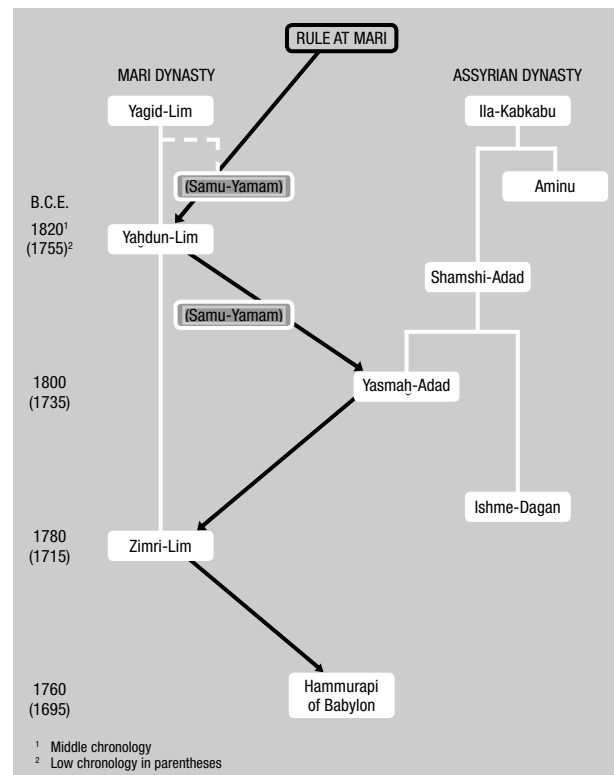 RULE AT MARI
MARI DYNASTY
ASSYRIAN DYNASTY
Yagid-Lim
Ila-Kabkabu
Aminu
(Samu-Yamam)
B.C.E.
1820¹
(1755)²
Yaḫdun-Lim
Shamshi-Adad
(Samu-Yamam)
1800
(1735)
Yasmaḫ-Adad
Ishme-Dagan
1780
(1715)
Zimri-Lim
1760
(1695)
Hammurapi
of Babylon
¹ Middle chronology
² Low chronology in parentheses